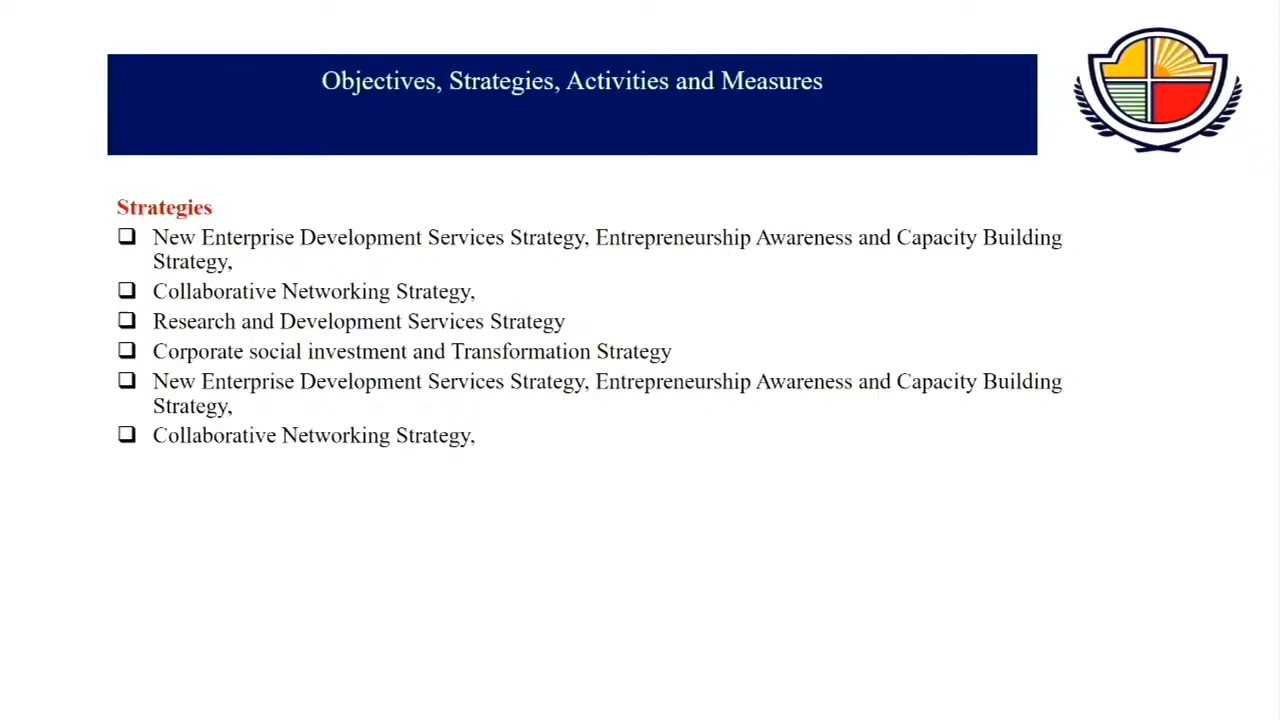 Objectives, Strategies, Activities and Measures
Strategies
New Enterprise Development Services Strategy, Entrepreneurship Awareness and Capacity Building
Strategy,
Collaborative Networking Strategy,
Research and Development Services Strategy
Corporate social investment and Transformation Strategy
New Enterprise Development Services Strategy, Entrepreneurship Awareness and Capacity Building
Strategy,
Collaborative Networking Strategy,